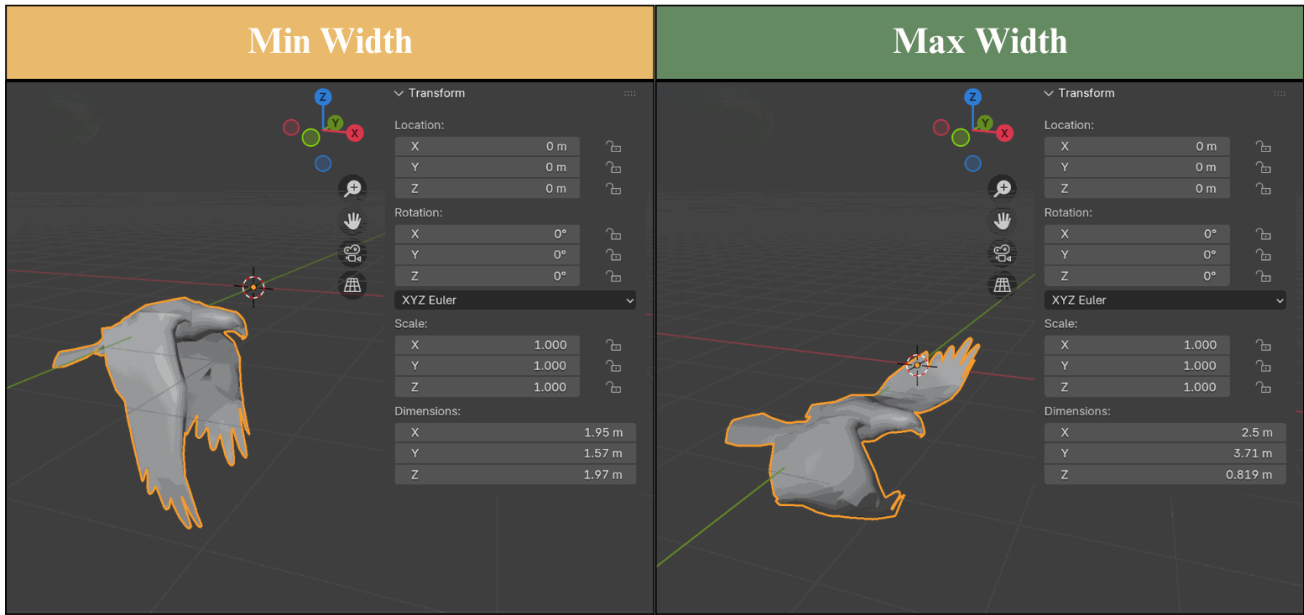 Min Width
Max Width
Transform
Location:
X 0 m
Y 0 m
Z 0 m
Rotation:
X 0°
Y 0°
Z 0°
XYZ Euler
Scale:
X 1.000
Y 1.000
Z 1.000
Dimensions:
X 1.95 m
Y 1.57 m
Z 1.97 m
Z
Y
X
Transform
Location:
X 0 m
Y 0 m
Z 0 m
Rotation:
X 0°
Y 0°
Z 0°
XYZ Euler
Scale:
X 1.000
Y 1.000
Z 1.000
Dimensions:
X 2.5 m
Y 3.71 m
Z 0.819 m
Z
Y
X